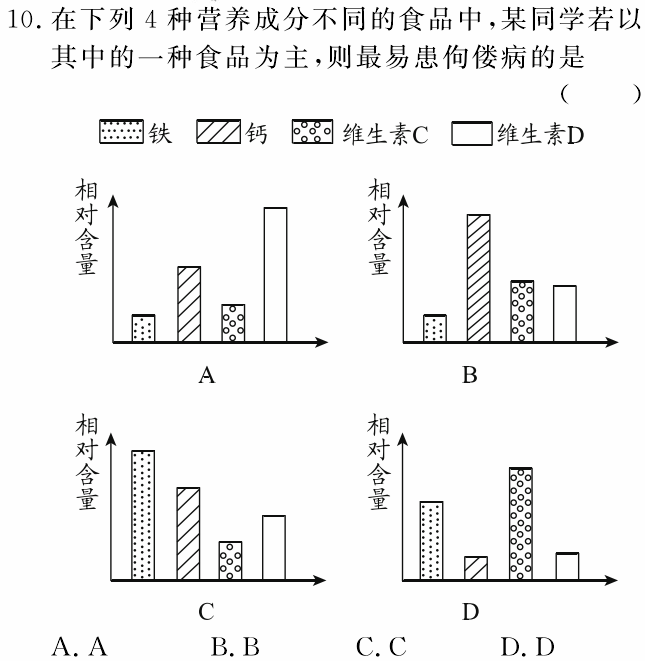 10. 在下列 4 种营养成分不同的食品中,某同学若以
其中的一种食品为主,则最易患佝偻病的是
(    )
铁 钙 维生素C 维生素D
相对含量 相对含量
A B
相对含量 相对含量
C D
A. A B. B C. C D. D